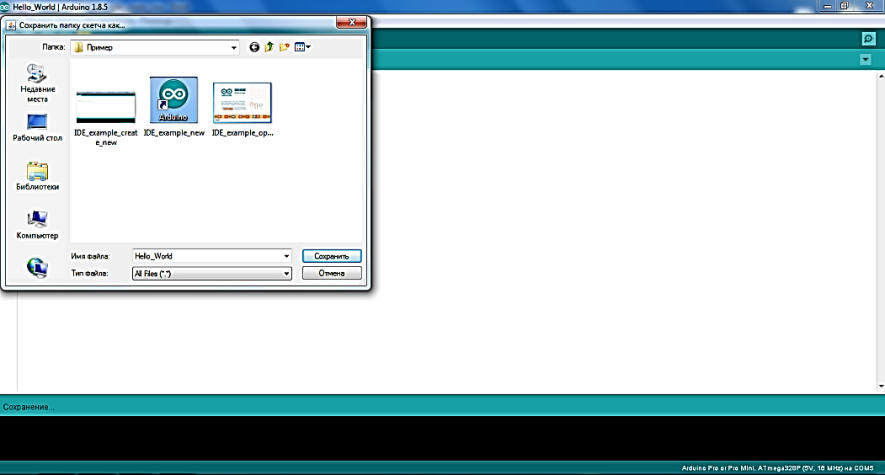 Hello_World | Arduino 1.8.5
Сохранить папку скетча как...
Папка:
Пример
Недавние
места
Рабочий стол
Библиотеки
Компьютер
Arduino
IDE_example_creat
e_new
IDE_example_new
IDE_example_op...
Имя файла:
Hello_World
Сохранить
Тип файла:
All Files (*.*)
Отмена
Сохранение...
Arduino Pro or Pro Mini, ATmega328P (5V, 16 MHz) на COM5